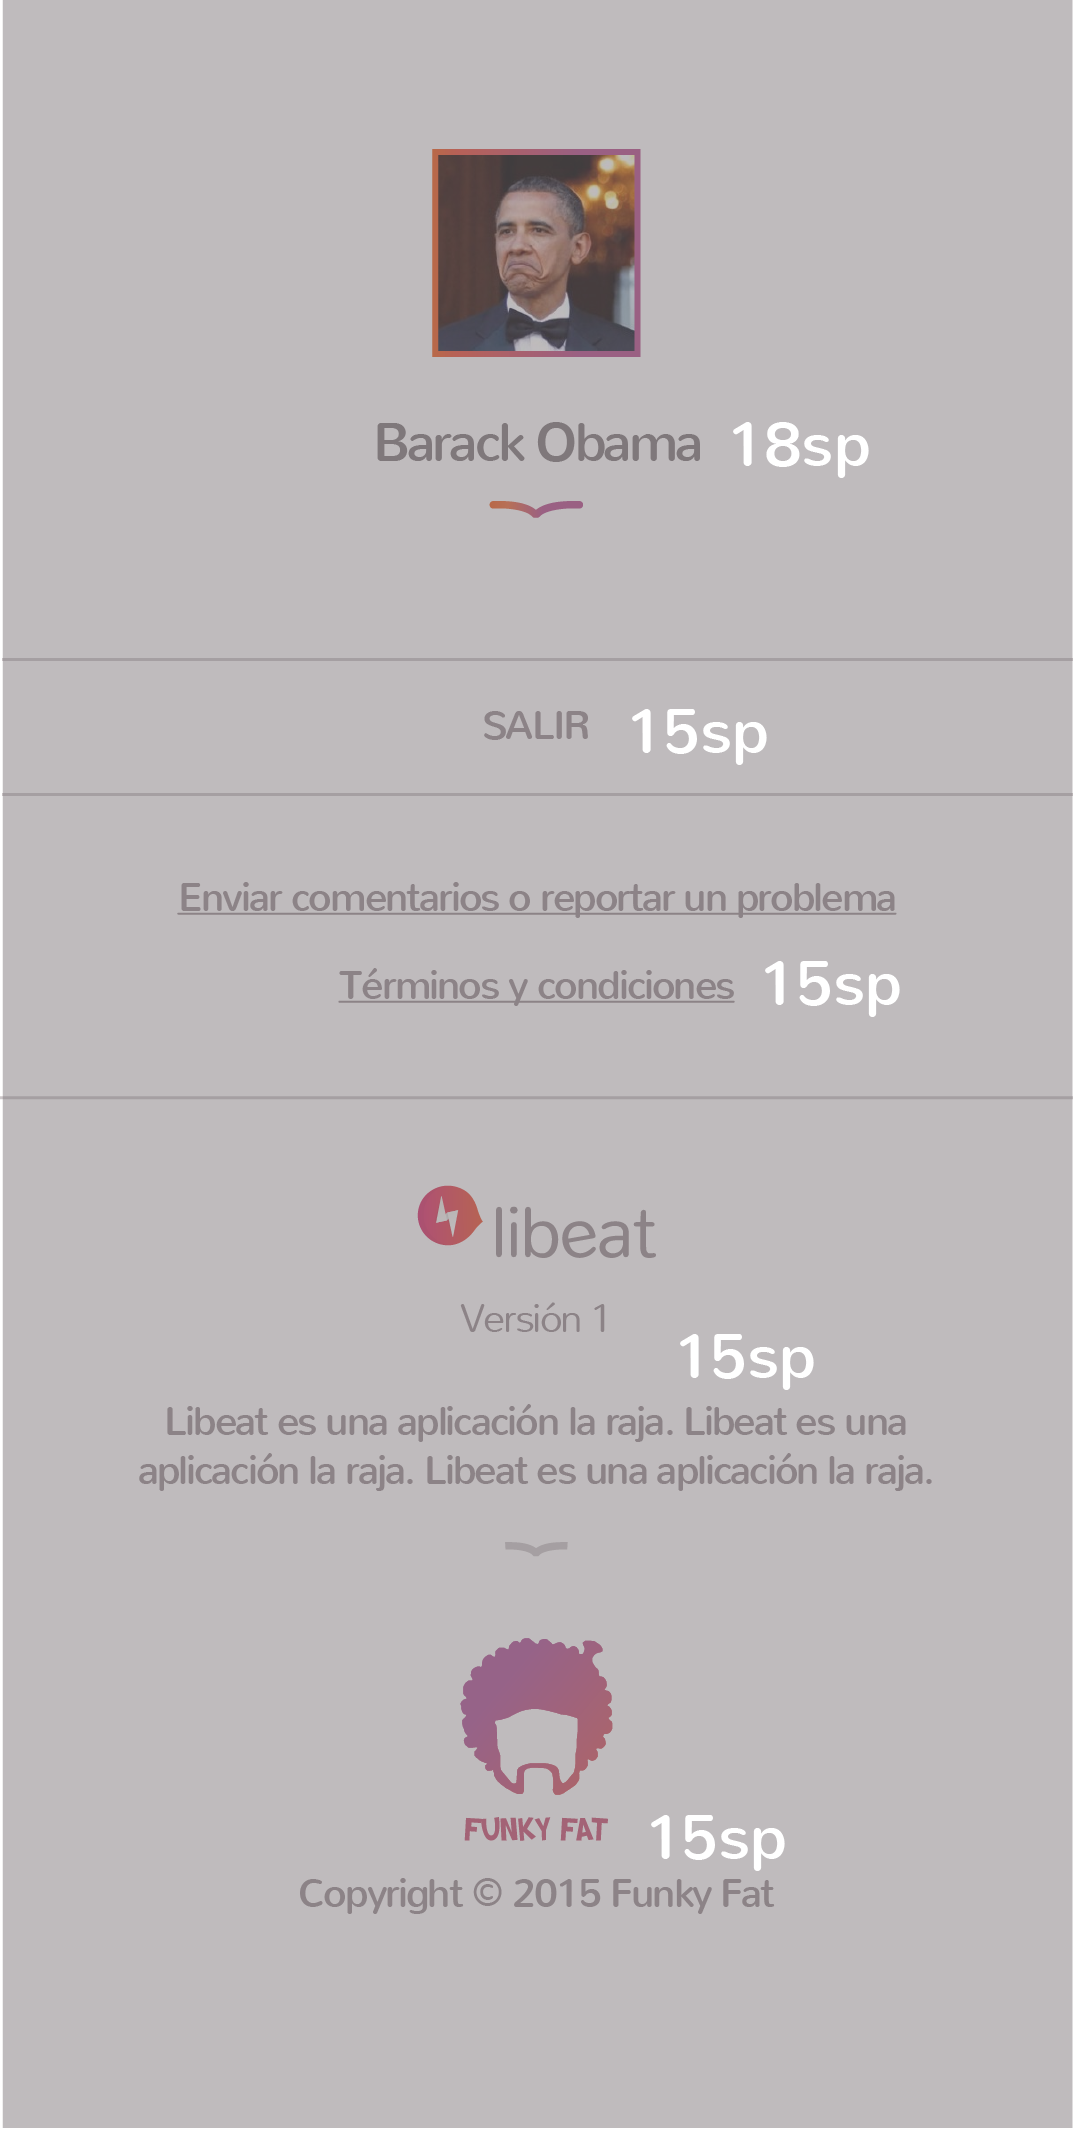 Barack Obama 18sp
SALIR 15sp
Enviar comentarios o reportar un problema
Términos y condiciones 15sp
libeat
Versión 1
15sp
Libeat es una aplicación la raja. Libeat es una
aplicación la raja. Libeat es una aplicación la raja.
FUNKY FAT 15sp
Copyright © 2015 Funky Fat